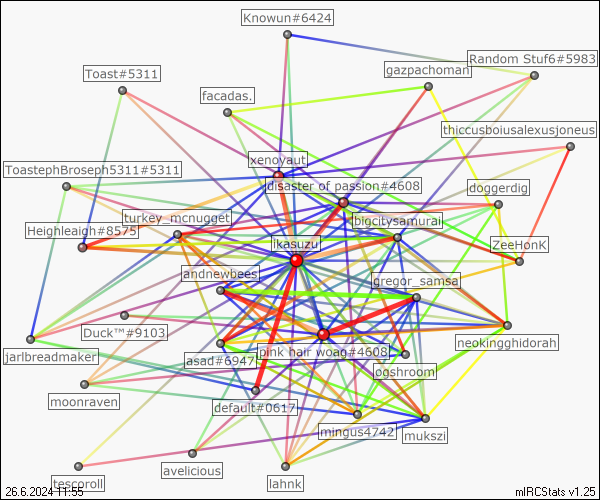 Knowun#6424
Random Stuf6#5983
gazpachoman
Toast#5311
facadas.
thiccusboiusalexusjoneus
xenoyaut
ToastephBroseph5311#5311
disaster of passion#4608
doggerdig
turkey_mcnugget
bigcitysamurai
Heighleaigh#8575
ikasuzu
ZeeHonK
andnewbees
gregor_samsa
Duck™#9103
neokingghidorah
jarlbreadmaker
asad#6947
pink hair woag#4608
ogshroom
moonraven
default#0617
mingus4742
mukszi
tescoroll
avelicious
lahnk
26.6.2024 11:55
mIRCStats v1.25